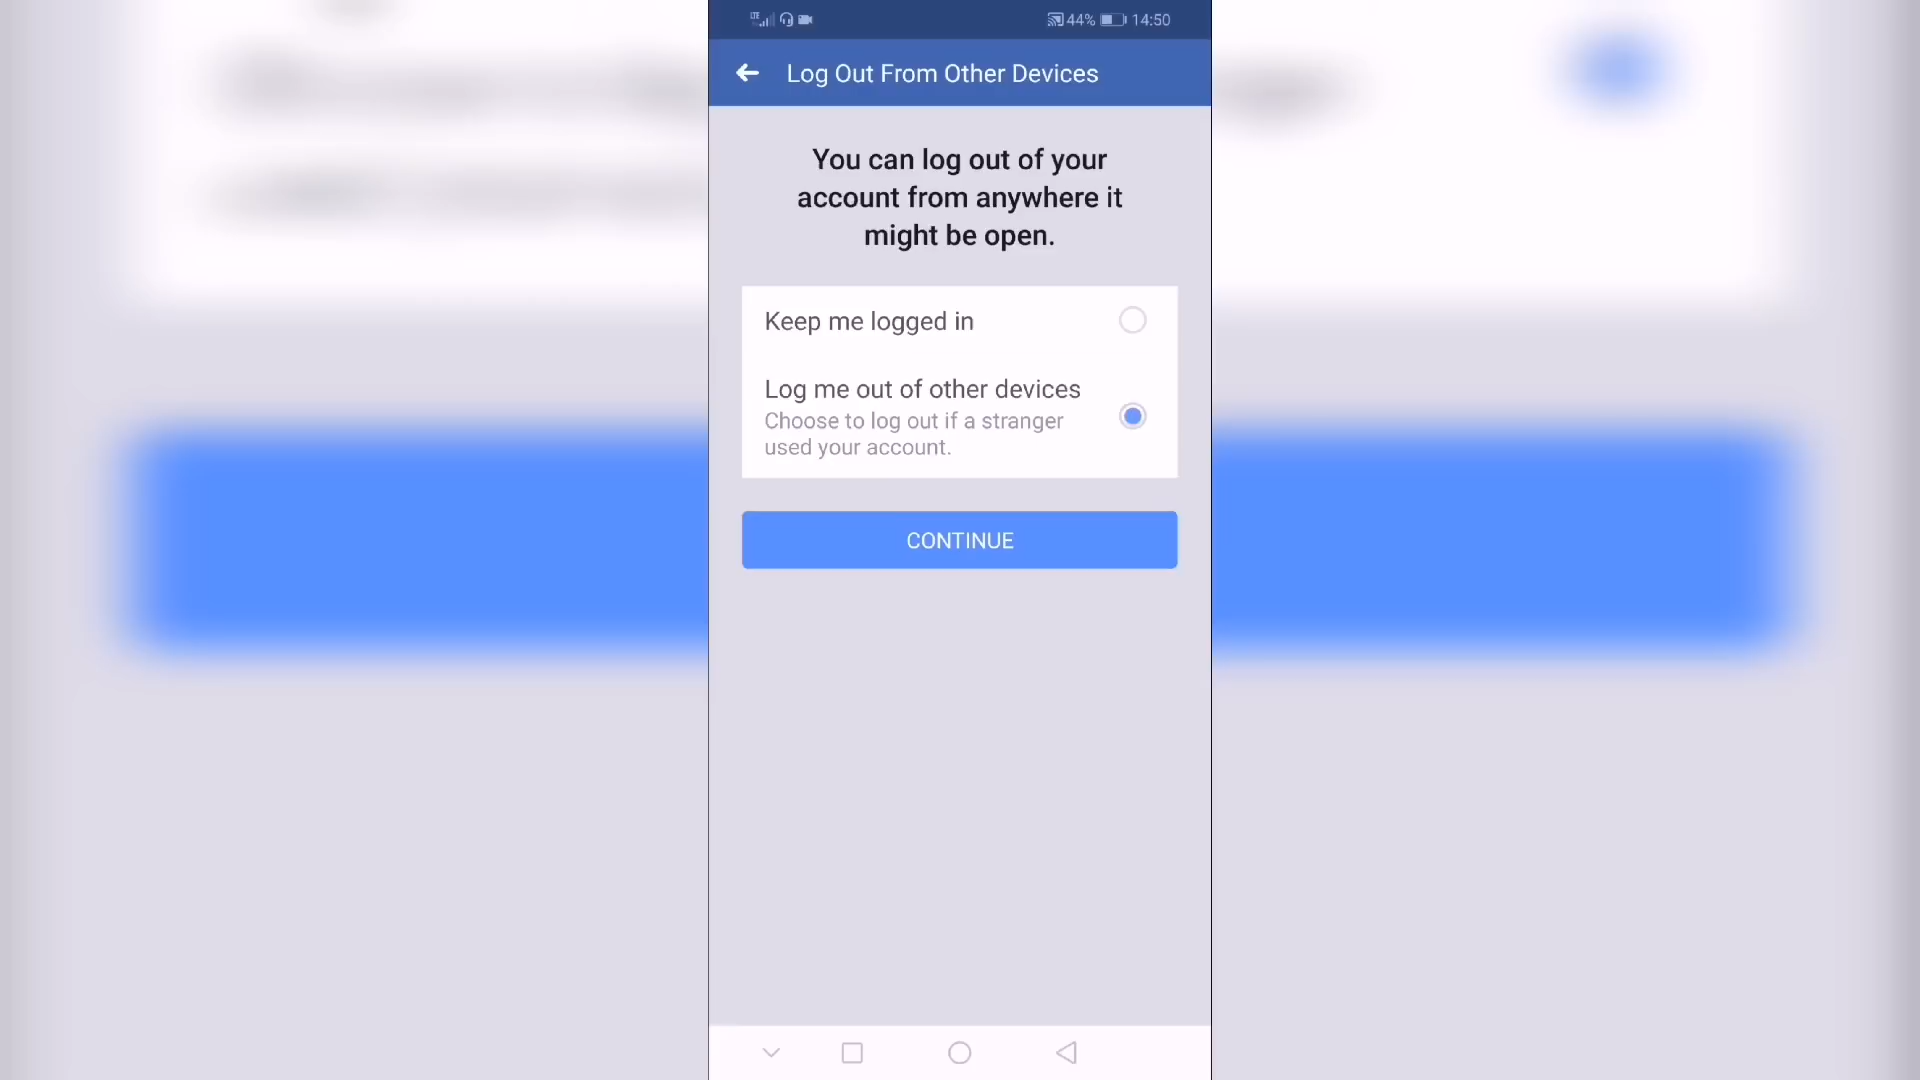 LTE 44% 14:50
Log Out From Other Devices
You can log out of your
account from anywhere it
might be open.
Keep me logged in
Log me out of other devices
Choose to log out if a stranger
used your account.
CONTINUE